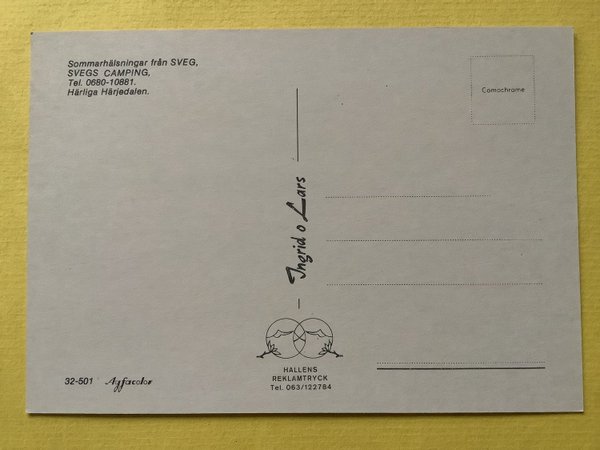 Sommarhälsningar från SVEG,
SVEGS CAMPING,
Tel. 0680-10881.
Härliga Härjedalen.
Comochrome
Ingrid o Lars
HALLENS
REKLAMTRYCK
Tel. 063/122784
32-501 Agfacolor